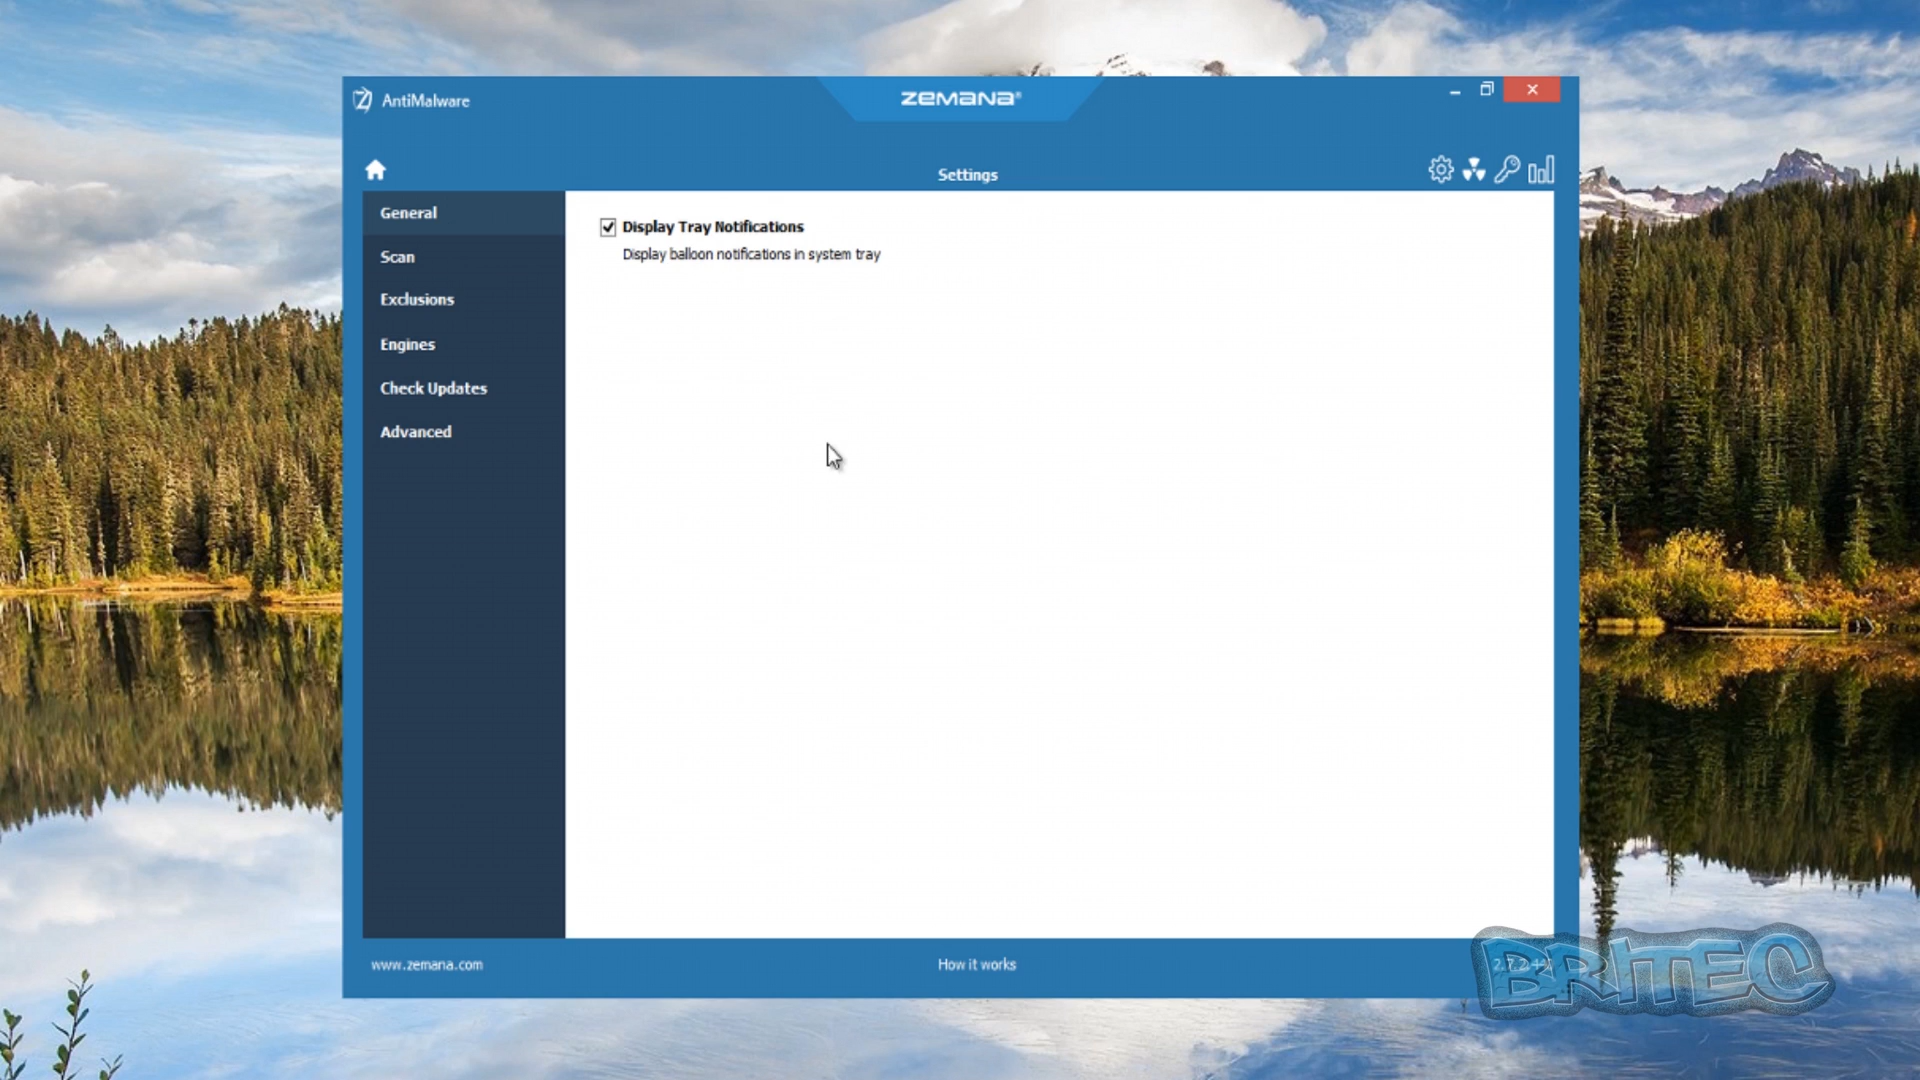 AntiMalware
ZEMANA®
Settings
General
Scan
Exclusions
Engines
Check Updates
Advanced
Display Tray Notifications
Display balloon notifications in system tray
www.zemana.com
How it works
BRITEC